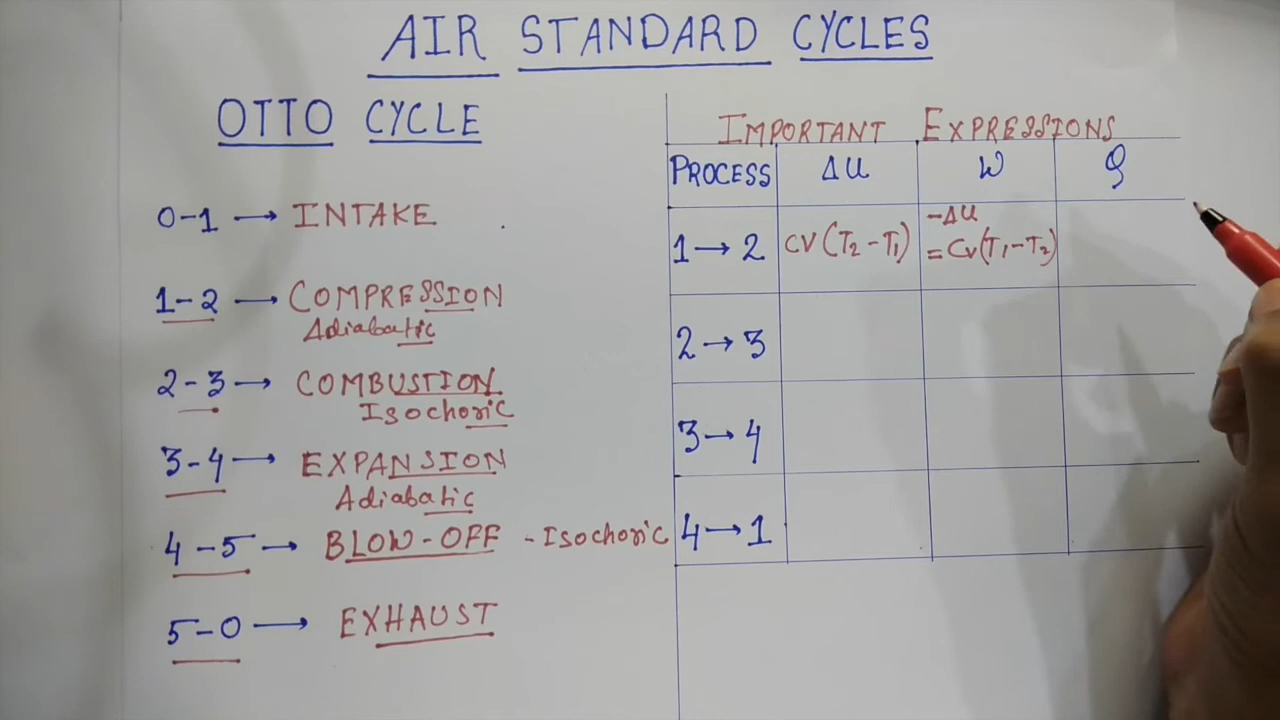 AIR STANDARD CYCLES
OTTO CYCLE
0-1 → INTAKE
1-2 → COMPRESSION
Adiabatic
2-3 → COMBUSTION
Isochoric
3-4 → EXPANSION
Adiabatic
4-5 → BLOW-OFF - Isochoric
5-0 → EXHAUST
IMPORTANT EXPRESSIONS
PROCESS ΔU W Q
1→2 CV(T₂-T₁) -ΔU
=Cv(T₁-T₂)
2→3
3→4
4→1